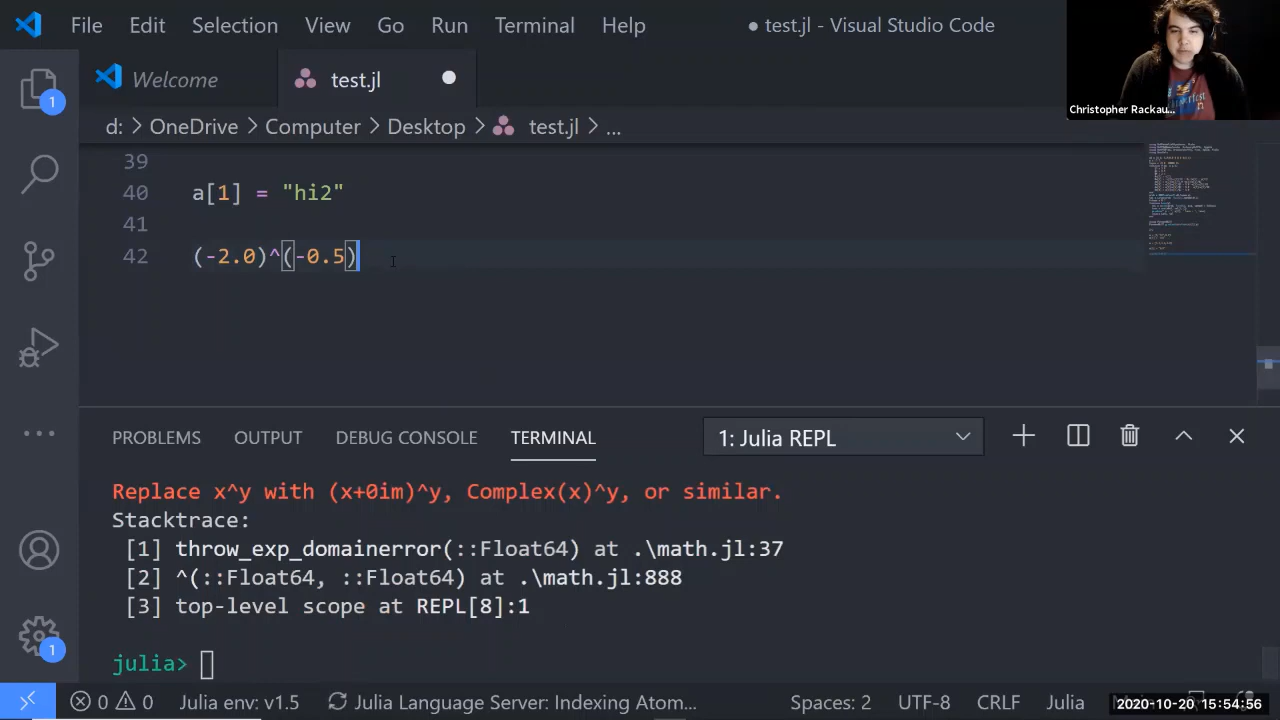 File Edit Selection View Go Run Terminal Help ● test.jl - Visual Studio Code
Christopher Rackau...
Welcome test.jl
1
d: > OneDrive > Computer > Desktop > test.jl > ...
39
40 a[1] = "hi2"
41
42 (-2.0)^(-0.5)
PROBLEMS OUTPUT DEBUG CONSOLE TERMINAL 1: Julia REPL
Replace x^y with (x+0im)^y, Complex(x)^y, or similar.
Stacktrace:
[1] throw_exp_domainerror(::Float64) at .\math.jl:37
[2] ^(::Float64, ::Float64) at .\math.jl:888
[3] top-level scope at REPL[8]:1
julia>
1
0 0 Julia env: v1.5 Julia Language Server: Indexing Atom... Spaces: 2 UTF-8 CRLF Julia
2020-10-20 15:54:56